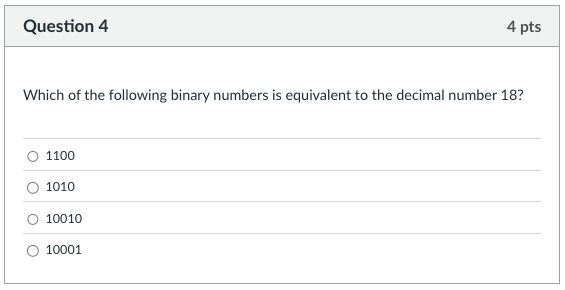 Question 4
4 pts
Which of the following binary numbers is equivalent to the decimal number 18?
1100
1010
10010
10001